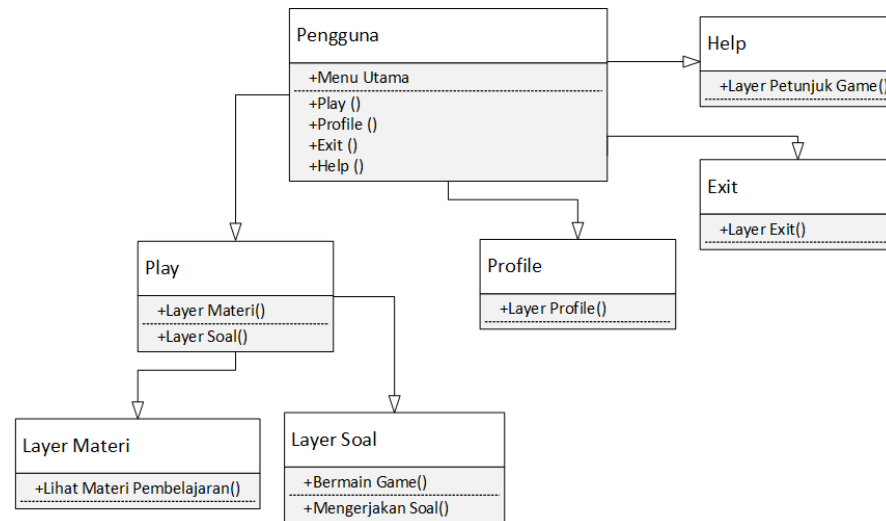 Pengguna
+Menu Utama
+Play ()
+Profile ()
+Exit ()
+Help ()
Help
+Layer Petunjuk Game()
Exit
+Layer Exit()
Play
+Layer Materi()
+Layer Soal()
Profile
+Layer Profile()
Layer Materi
+Lihat Materi Pembelajaran()
Layer Soal
+Bermain Game()
+Mengerjakan Soal()